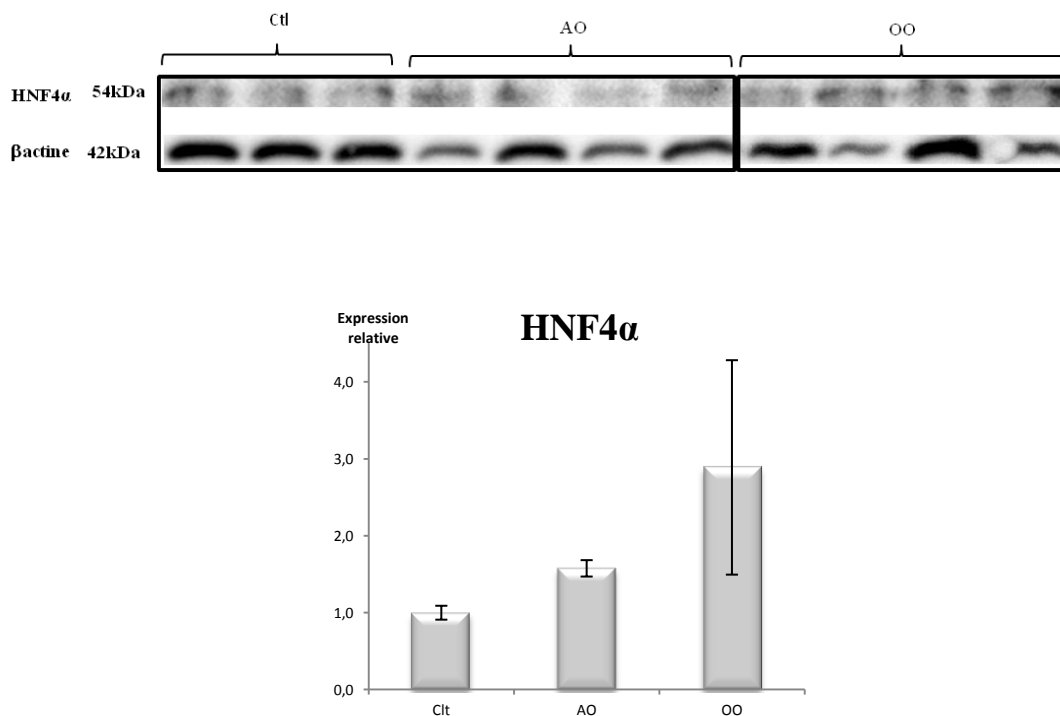 Ctl AO OO
HNF4α 54kDa
βactine 42kDa
Expression
relative
HNF4α
4,0
3,0
2,0
1,0
0,0
Clt AO OO